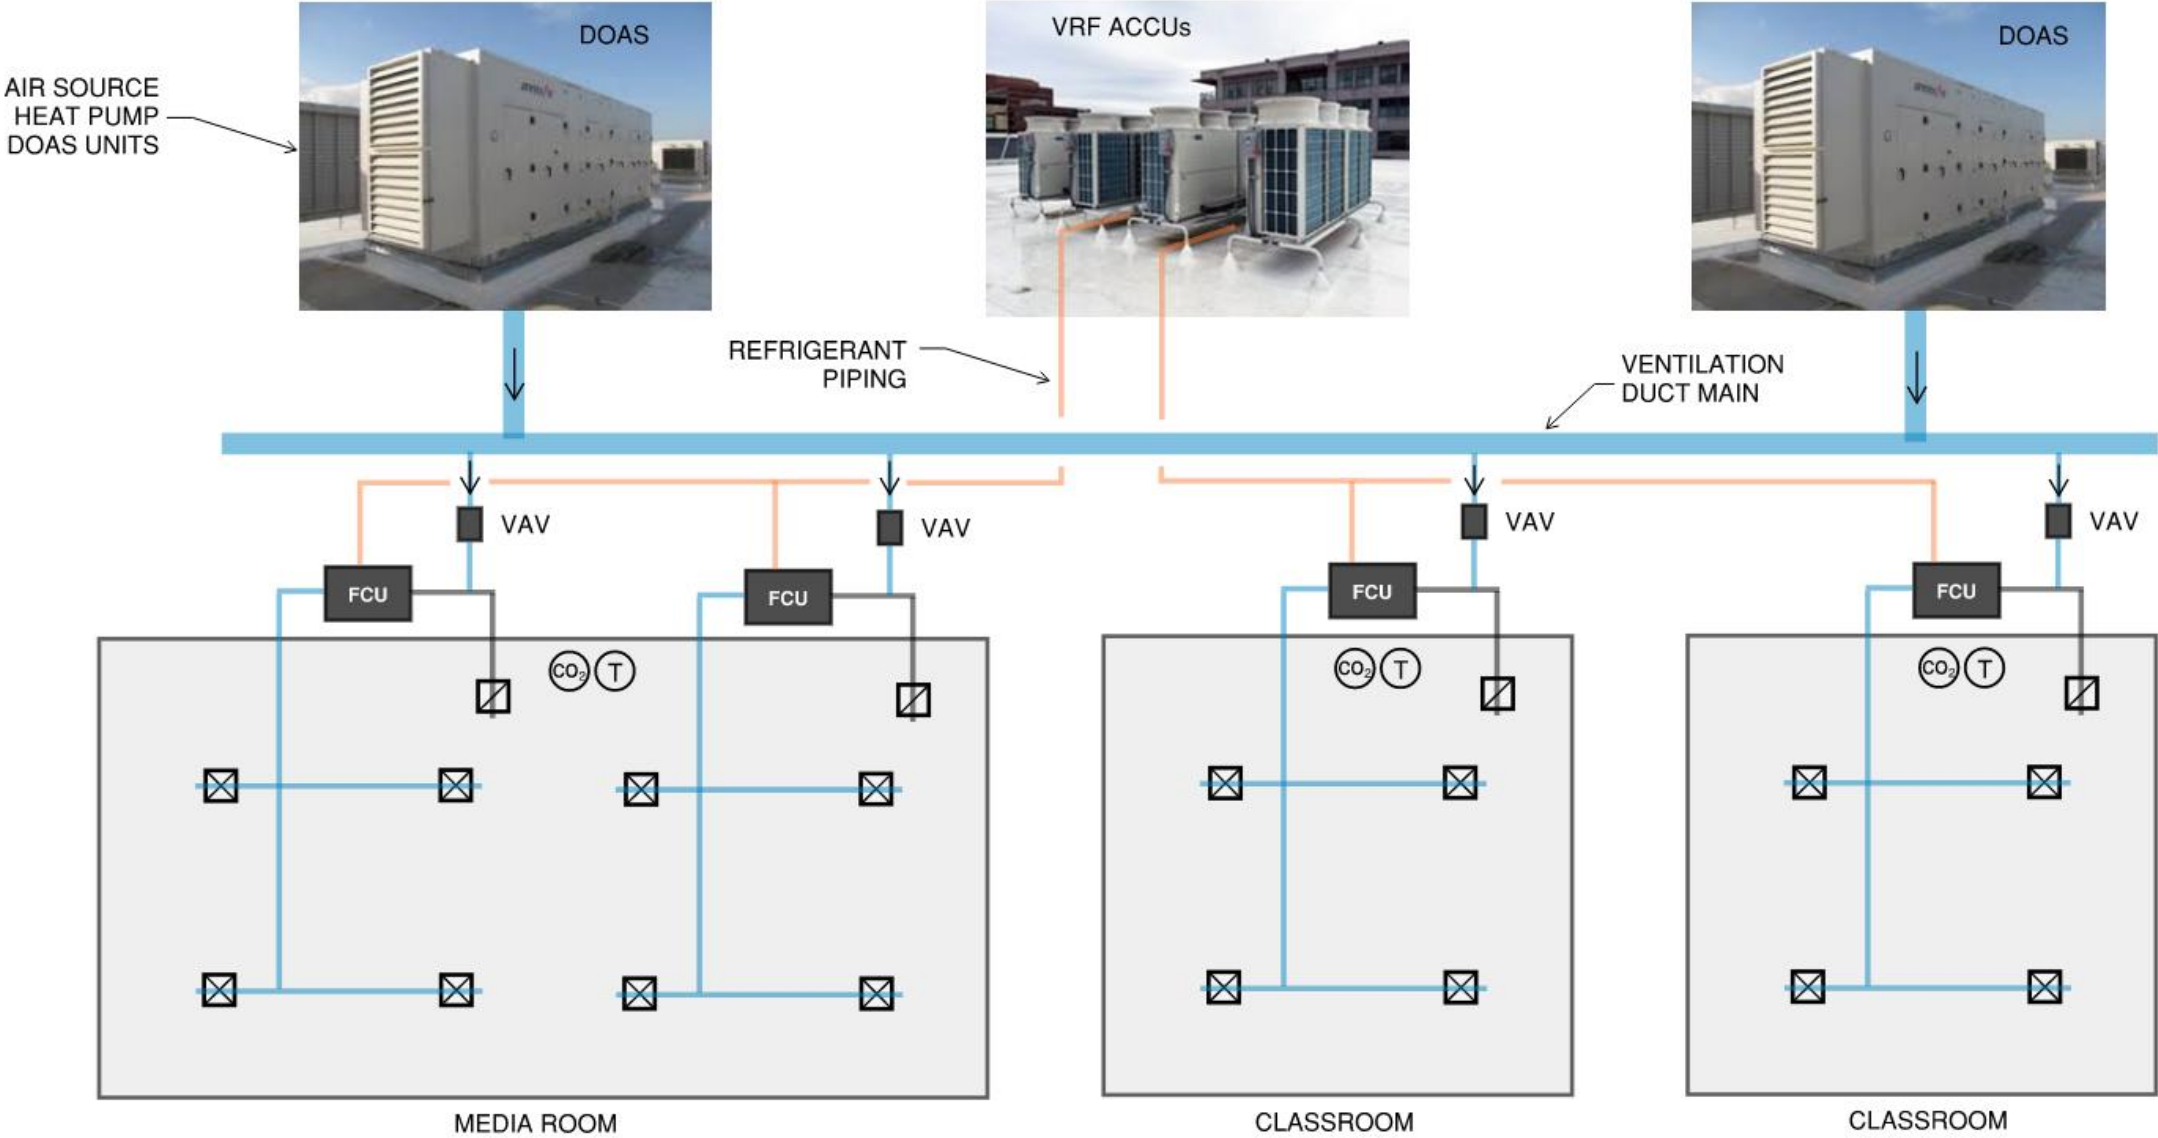 DOAS
VRF ACCUs
DOAS
AIR SOURCE
HEAT PUMP
DOAS UNITS
REFRIGERANT
PIPING
VENTILATION
DUCT MAIN
VAV
VAV
VAV
VAV
FCU
FCU
FCU
FCU
CO₂ T
CO₂ T
CO₂ T
MEDIA ROOM
CLASSROOM
CLASSROOM